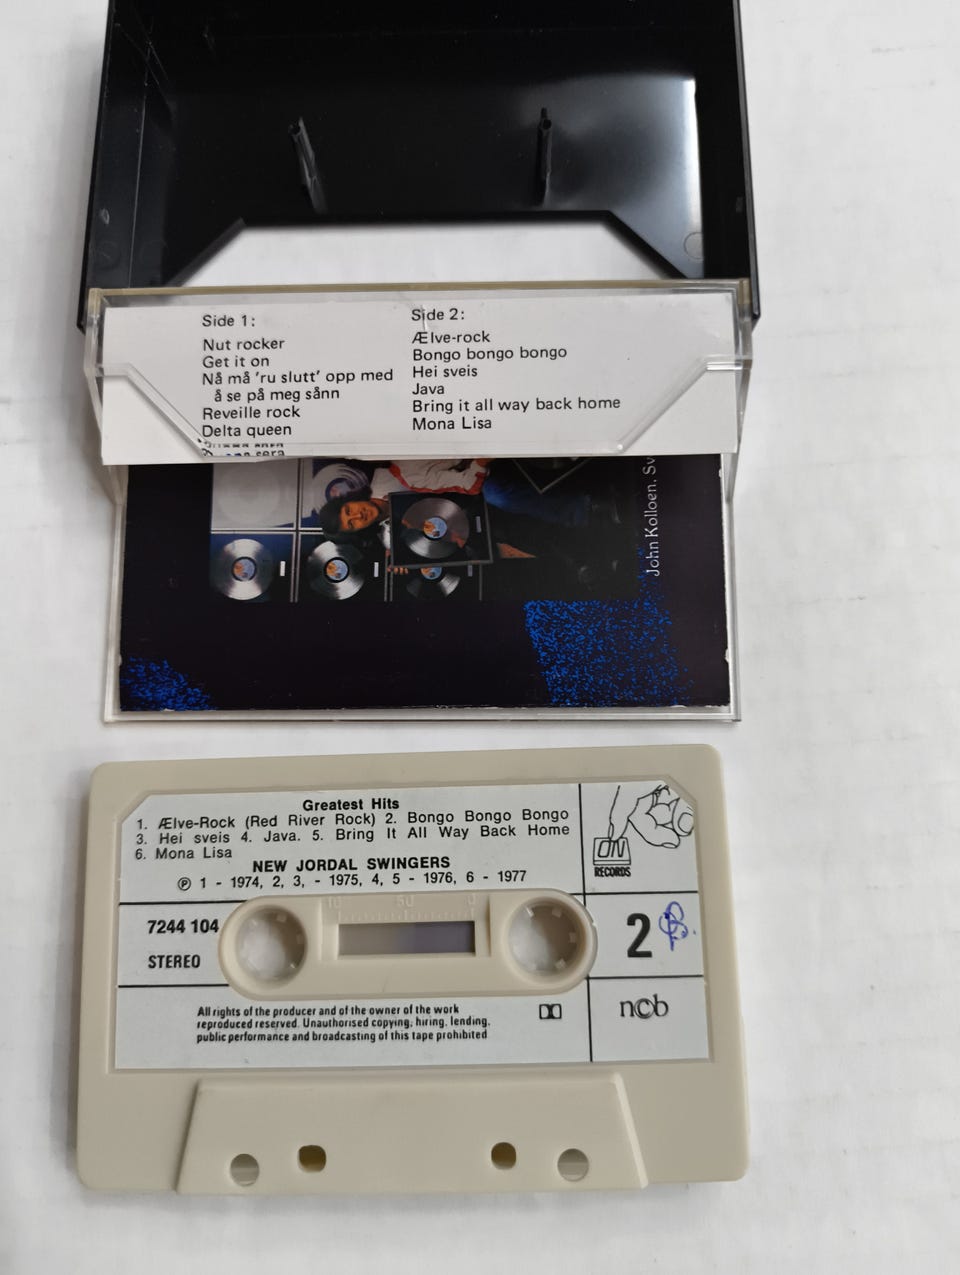 Side 1:
Nut rocker
Get it on
Nå må 'ru slutt' opp med
å se på meg sånn
Reveille rock
Delta queen
sera
Side 2:
Ælve-rock
Bongo bongo bongo
Hei sveis
Java
Bring it all way back home
Mona Lisa
John Kolloen, Sv
Greatest Hits
1. Ælve-Rock (Red River Rock) 2. Bongo Bongo Bongo
3. Hei sveis 4. Java. 5. Bring It All Way Back Home
6. Mona Lisa
NEW JORDAL SWINGERS
Ⓟ 1 - 1974, 2, 3, - 1975, 4, 5 - 1976, 6 - 1977
ON
RECORDS
10 50 0
7244 104
STEREO
2
All rights of the producer and of the owner of the work
reproduced reserved. Unauthorised copying, hiring, lending,
public performance and broadcasting of this tape prohibited
ncb